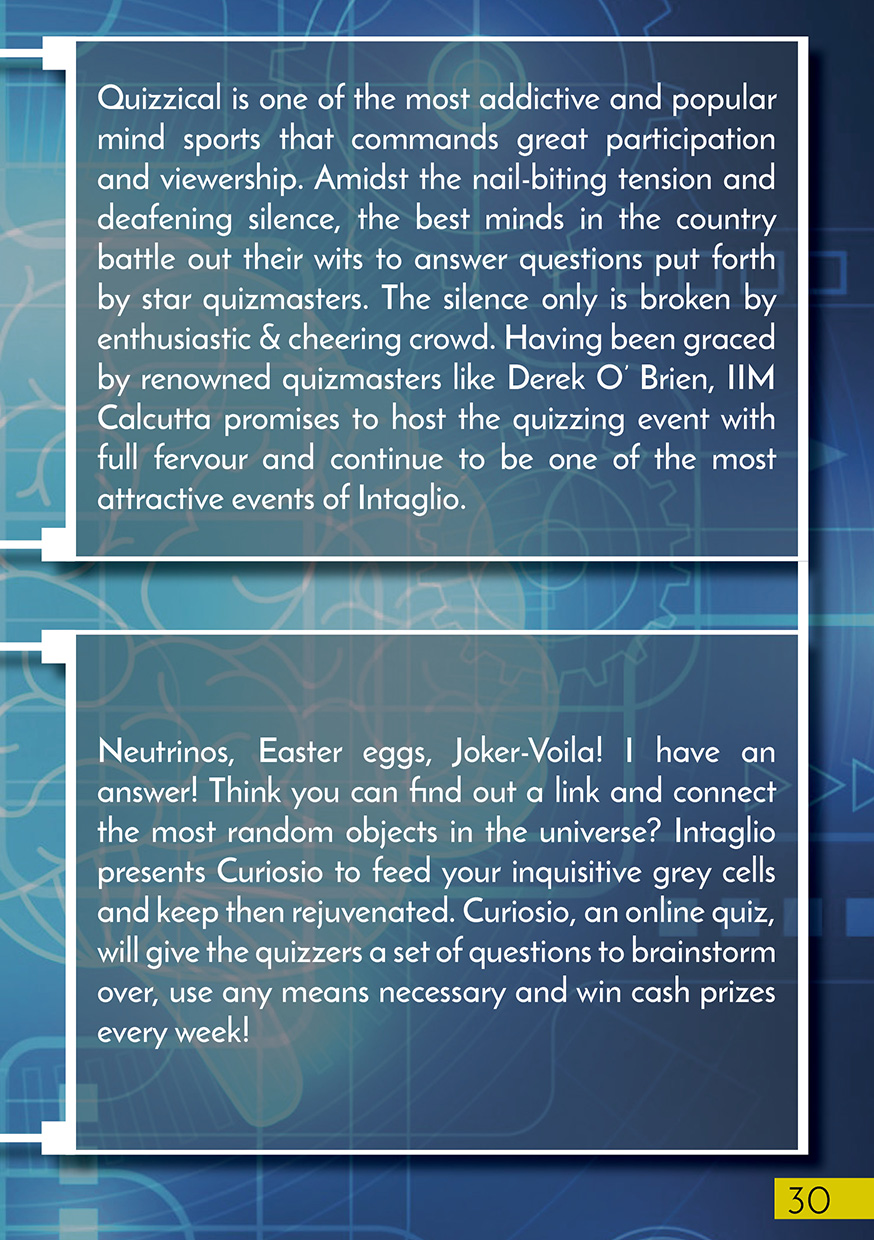 Quizzical is one of the most addictive and popular
mind sports that commands great participation
and viewership. Amidst the nail-biting tension and
deafening silence, the best minds in the country
battle out their wits to answer questions put forth
by star quizmasters. The silence only is broken by
enthusiastic & cheering crowd. Having been graced
by renowned quizmasters like Derek O' Brien, IIM
Calcutta promises to host the quizzing event with
full fervour and continue to be one of the most
attractive events of Intaglio.
Neutrinos, Easter eggs, Joker-Voila! I have an
answer! Think you can find out a link and connect
the most random objects in the universe? Intaglio
presents Curiosio to feed your inquisitive grey cells
and keep then rejuvenated. Curiosio, an online quiz,
will give the quizzers a set of questions to brainstorm
over, use any means necessary and win cash prizes
every week!
30